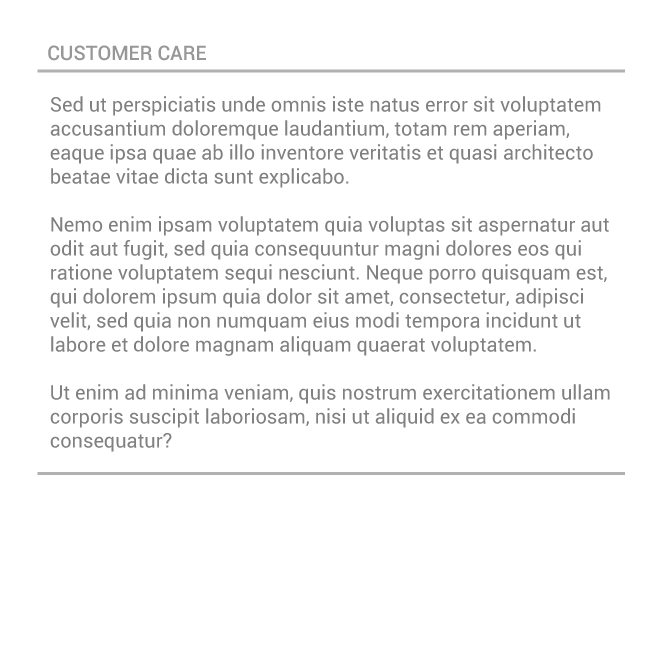 CUSTOMER CARE
Sed ut perspiciatis unde omnis iste natus error sit voluptatem
accusantium doloremque laudantium, totam rem aperiam,
eaque ipsa quae ab illo inventore veritatis et quasi architecto
beatae vitae dicta sunt explicabo.
Nemo enim ipsam voluptatem quia voluptas sit aspernatur aut
odit aut fugit, sed quia consequuntur magni dolores eos qui
ratione voluptatem sequi nesciunt. Neque porro quisquam est,
qui dolorem ipsum quia dolor sit amet, consectetur, adipisci
velit, sed quia non numquam eius modi tempora incidunt ut
labore et dolore magnam aliquam quaerat voluptatem.
Ut enim ad minima veniam, quis nostrum exercitationem ullam
corporis suscipit laboriosam, nisi ut aliquid ex ea commodi
consequatur?